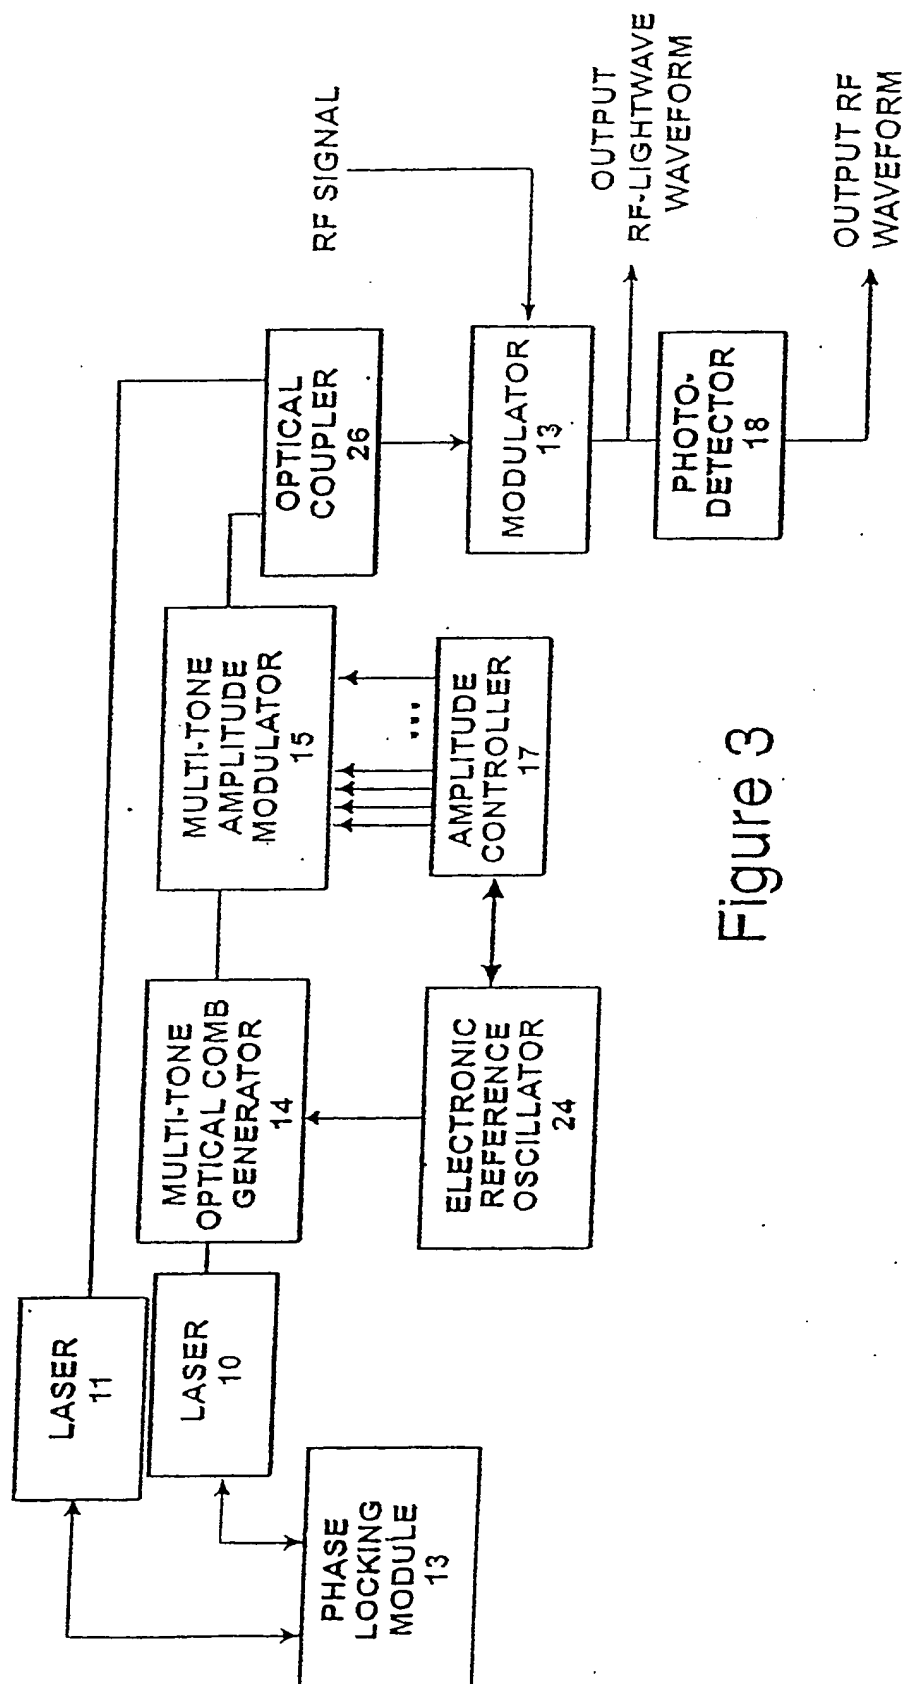 LASER
11
LASER
10
PHASE
LOCKING
MODULE
13
MULTI-TONE
OPTICAL COMB
GENERATOR
14
ELECTRONIC
REFERENCE
OSCILLATOR
24
MULTI-TONE
AMPLITUDE
MODULATOR
15
...
AMPLITUDE
CONTROLLER
17
OPTICAL
COUPLER
26
RF SIGNAL
MODULATOR
13
OUTPUT
RF-LIGHTWAVE
WAVEFORM
PHOTO-
DETECTOR
18
OUTPUT RF
WAVEFORM
Figure 3